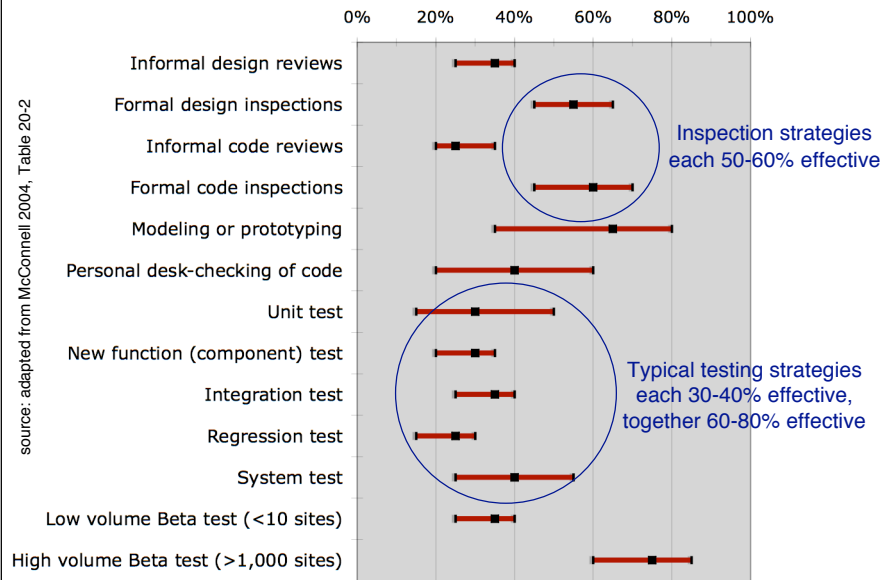 0% 20% 40% 60% 80% 100%
Informal design reviews
Formal design inspections
Informal code reviews
Formal code inspections
Modeling or prototyping
Personal desk-checking of code
Unit test
New function (component) test
Integration test
Regression test
System test
Low volume Beta test (<10 sites)
High volume Beta test (>1,000 sites)
Inspection strategies
each 50-60% effective
Typical testing strategies
each 30-40% effective,
together 60-80% effective
source: adapted from McConnell 2004, Table 20-2